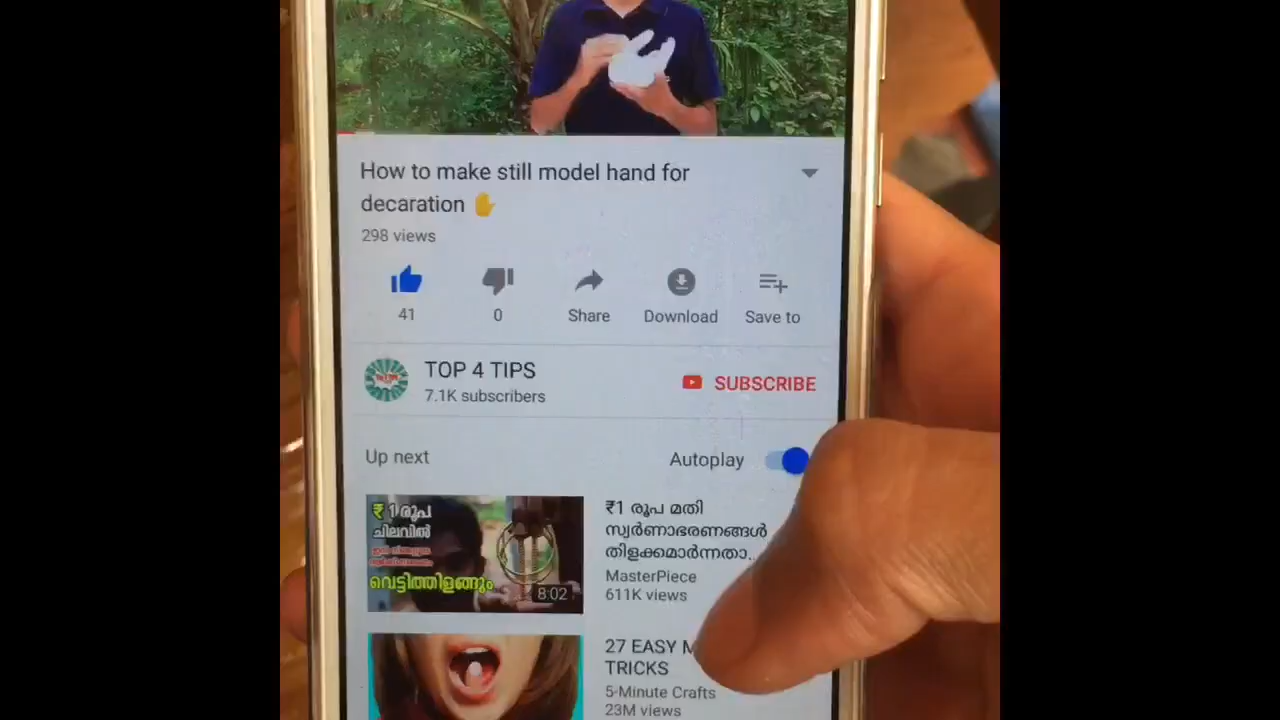 How to make still model hand for
decaration ✋
298 views
41
0
Share
Download
Save to
TOP 4 TIPS
7.1K subscribers
SUBSCRIBE
Up next
Autoplay
₹ 1 രൂപ
ചിലവിൽ
വെട്ടിത്തിളങ്ങും
8:02
₹1 രൂപ മതി
സ്വർണാഭരണങ്ങൾ
തിളക്കമാർന്നതാ..
MasterPiece
611K views
27 EASY
TRICKS
5-Minute Crafts
23M views